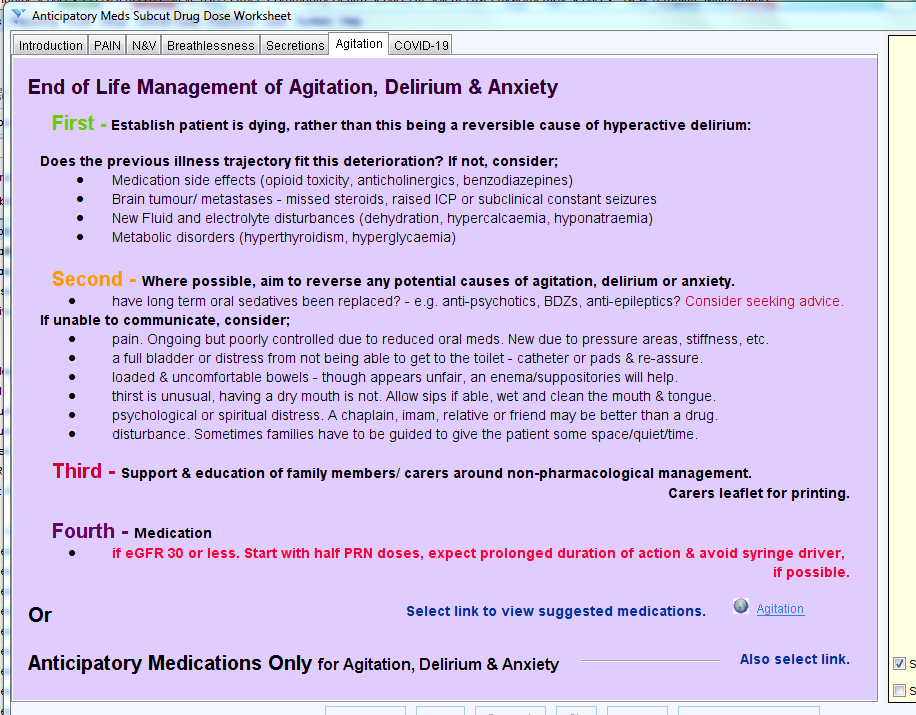 Anticipatory Meds Subcut Drug Dose Worksheet
Introduction PAIN N&V Breathlessness Secretions Agitation COVID-19
End of Life Management of Agitation, Delirium & Anxiety
First - Establish patient is dying, rather than this being a reversible cause of hyperactive delirium:
Does the previous illness trajectory fit this deterioration? If not, consider;
• Medication side effects (opioid toxicity, anticholinergics, benzodiazepines)
• Brain tumour/ metastases - missed steroids, raised ICP or subclinical constant seizures
• New Fluid and electrolyte disturbances (dehydration, hypercalcaemia, hyponatraemia)
• Metabolic disorders (hyperthyroidism, hyperglycaemia)
Second - Where possible, aim to reverse any potential causes of agitation, delirium or anxiety.
• have long term oral sedatives been replaced? - e.g. anti-psychotics, BDZs, anti-epileptics? Consider seeking advice.
If unable to communicate, consider;
• pain. Ongoing but poorly controlled due to reduced oral meds. New due to pressure areas, stiffness, etc.
• a full bladder or distress from not being able to get to the toilet - catheter or pads & re-assure.
• loaded & uncomfortable bowels - though appears unfair, an enema/suppositories will help.
• thirst is unusual, having a dry mouth is not. Allow sips if able, wet and clean the mouth & tongue.
• psychological or spiritual distress. A chaplain, imam, relative or friend may be better than a drug.
• disturbance. Sometimes families have to be guided to give the patient some space/quiet/time.
Third - Support & education of family members/ carers around non-pharmacological management.
Carers leaflet for printing.
Fourth - Medication
• if eGFR 30 or less. Start with half PRN doses, expect prolonged duration of action & avoid syringe driver,
if possible.
Or Select link to view suggested medications. Agitation
Anticipatory Medications Only for Agitation, Delirium & Anxiety Also select link.